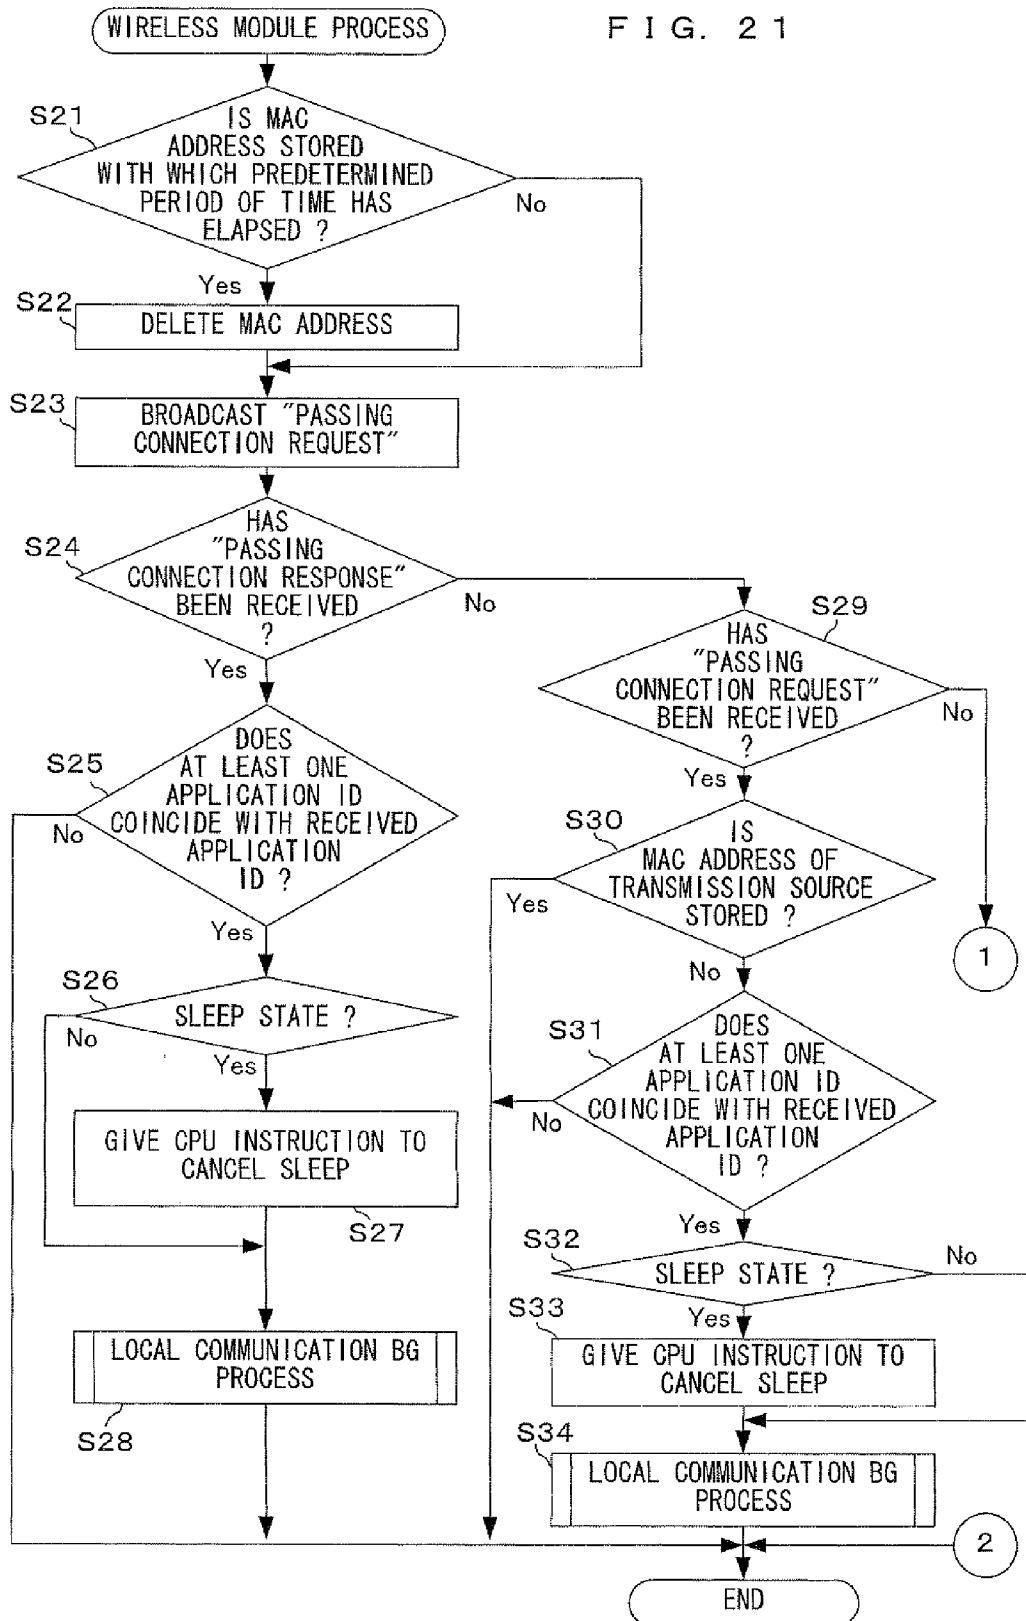 WIRELESS MODULE PROCESS
FIG. 21
S21
IS MAC
ADDRESS STORED
WITH WHICH PREDETERMINED
PERIOD OF TIME HAS
ELAPSED ?
No
Yes
S22
DELETE MAC ADDRESS
S23
BROADCAST "PASSING
CONNECTION REQUEST"
S24
HAS
"PASSING
CONNECTION RESPONSE"
BEEN RECEIVED
?
No
Yes
S25
DOES
AT LEAST ONE
APPLICATION ID
COINCIDE WITH RECEIVED
APPLICATION
ID ?
No
Yes
S26
SLEEP STATE ?
No
Yes
GIVE CPU INSTRUCTION TO
CANCEL SLEEP
S27
LOCAL COMMUNICATION BG
PROCESS
S28
S29
HAS
"PASSING
CONNECTION REQUEST"
BEEN RECEIVED
?
No
Yes
S30
IS
MAC ADDRESS OF
TRANSMISSION SOURCE
STORED ?
Yes
No
1
S31
DOES
AT LEAST ONE
APPLICATION ID
COINCIDE WITH RECEIVED
APPLICATION
ID ?
No
Yes
S32
SLEEP STATE ?
No
Yes
S33
GIVE CPU INSTRUCTION TO
CANCEL SLEEP
S34
LOCAL COMMUNICATION BG
PROCESS
2
END